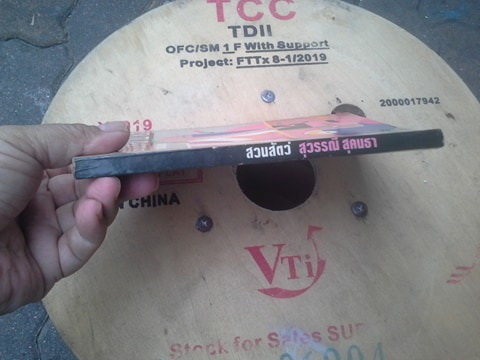 TCC
TDII
OFC/SM 1 F With Support
Project: FTTx 8-1/2019
2000017942
19
สวนสัตว์ สุวรรณี สุคนธา
CHINA
VTi
Stock for Sales